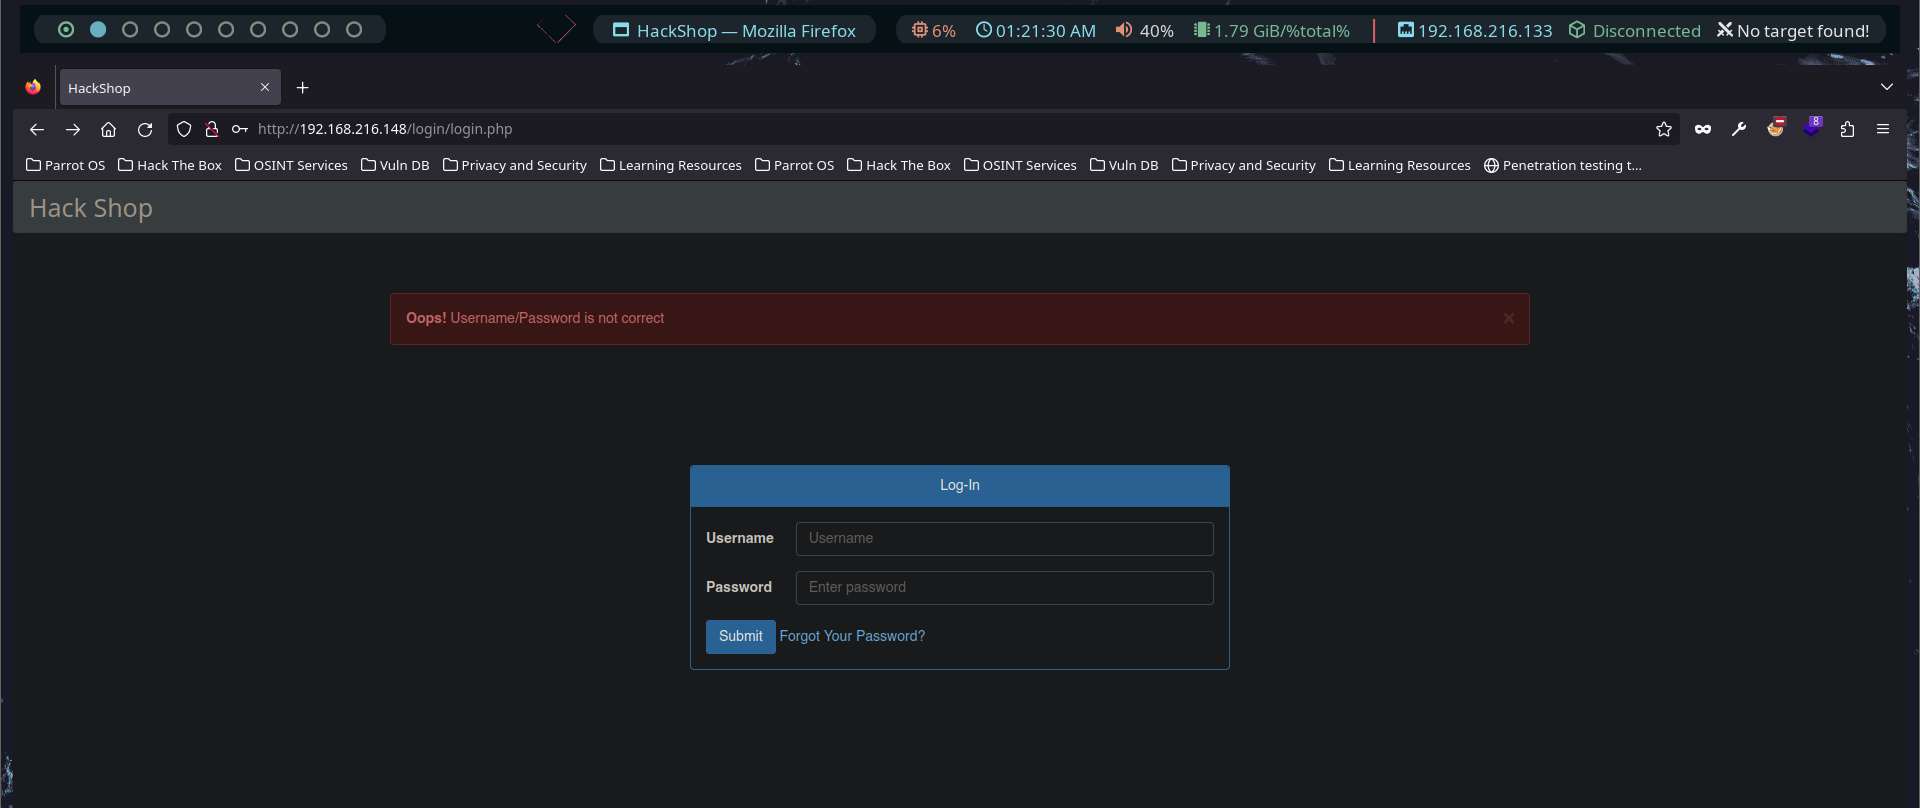 HackShop — Mozilla Firefox 6% 01:21:30 AM 40% 1.79 GiB/%total% 192.168.216.133 Disconnected No target found!
HackShop
http://192.168.216.148/login/login.php 8
Parrot OS Hack The Box OSINT Services Vuln DB Privacy and Security Learning Resources Parrot OS Hack The Box OSINT Services Vuln DB Privacy and Security Learning Resources Penetration testing t...
Hack Shop
Oops! Username/Password is not correct ×
Log-In
Username Username
Password Enter password
Submit Forgot Your Password?